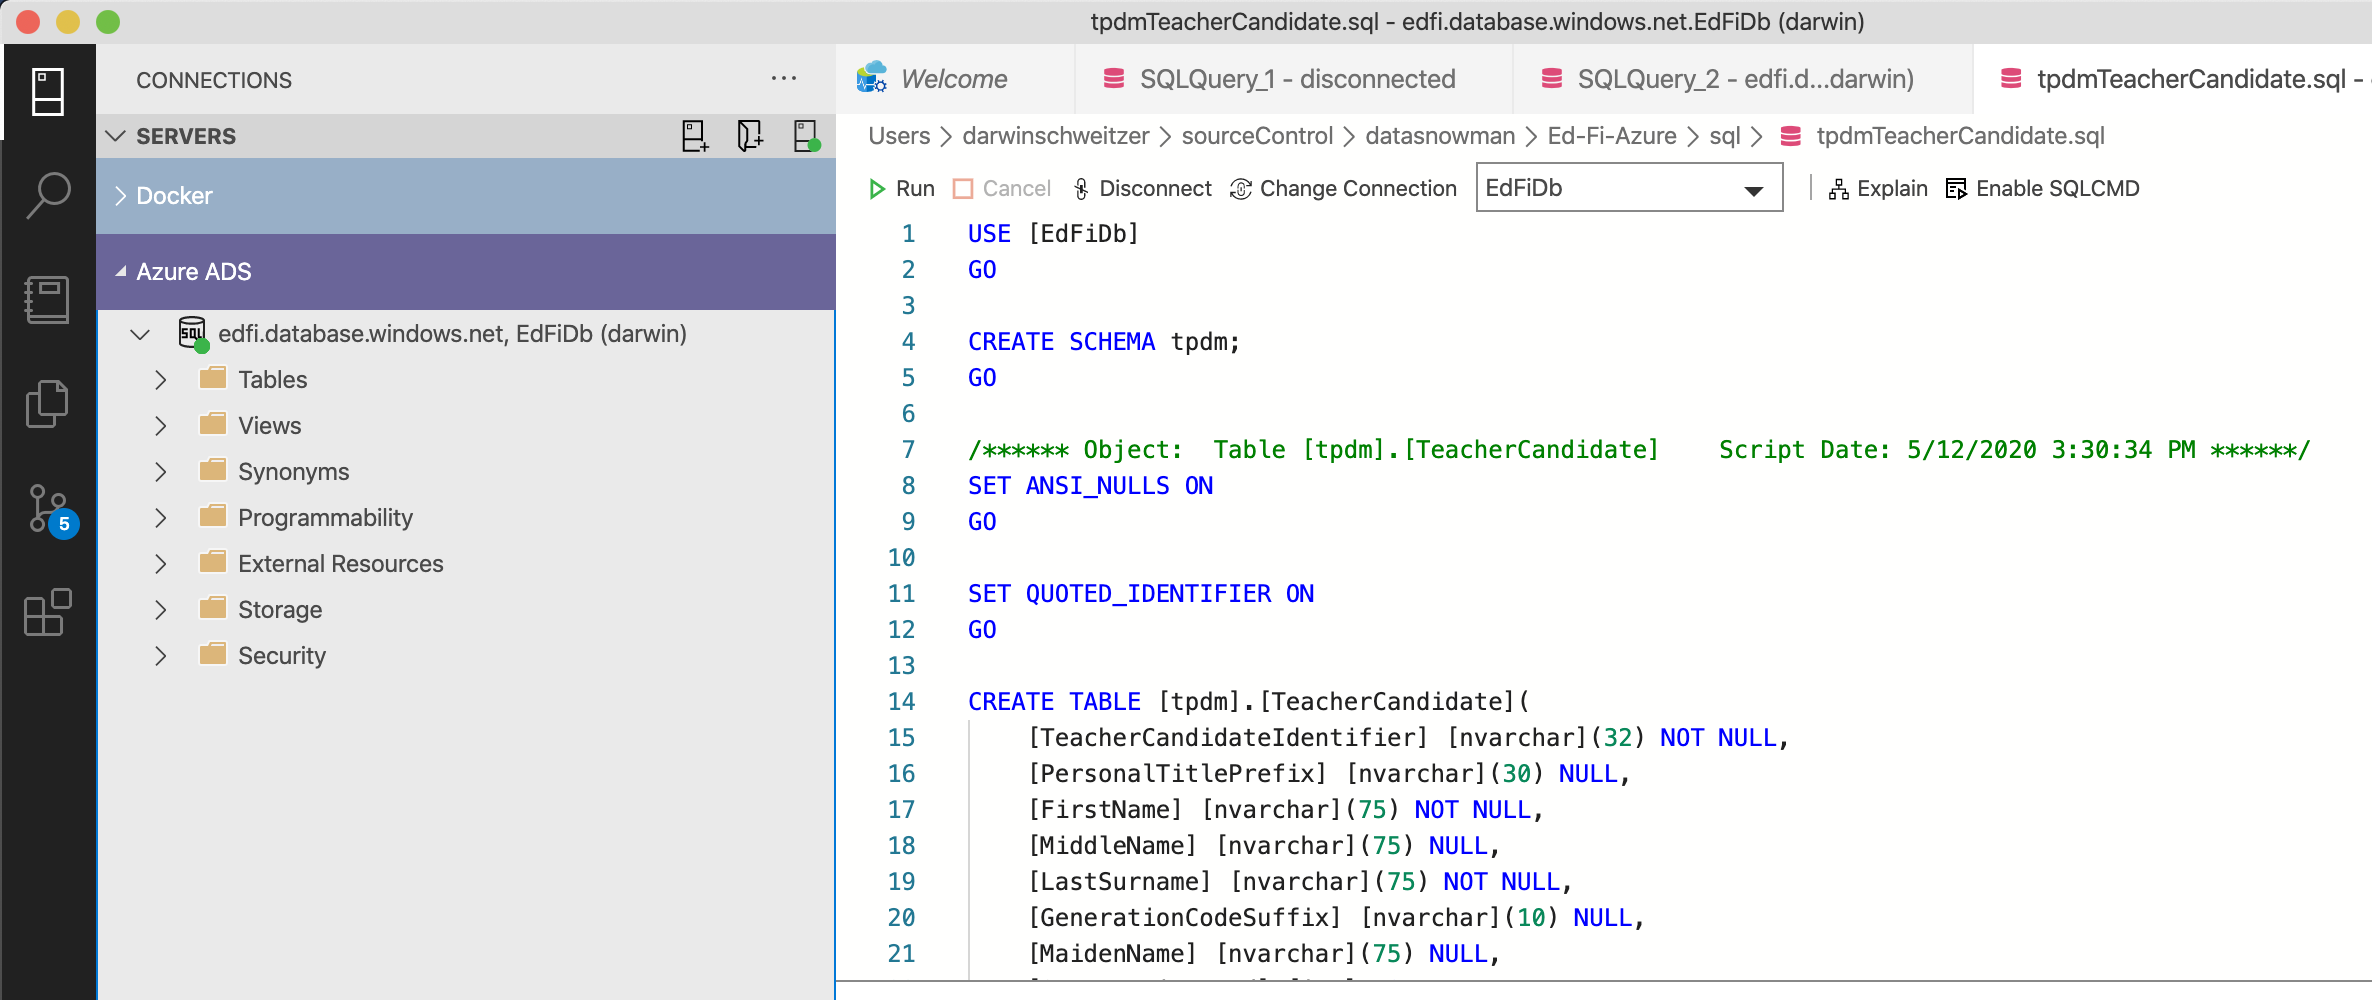 tpdmTeacherCandidate.sql - edfi.database.windows.net.EdFiDb (darwin)
CONNECTIONS
SERVERS
Docker
Azure ADS
edfi.database.windows.net, EdFiDb (darwin)
Tables
Views
Synonyms
Programmability
External Resources
Storage
Security
5
Welcome
SQLQuery_1 - disconnected
SQLQuery_2 - edfi.d...darwin)
tpdmTeacherCandidate.sql -
Users > darwinschweitzer > sourceControl > datasnowman > Ed-Fi-Azure > sql > tpdmTeacherCandidate.sql
Run Cancel Disconnect Change Connection EdFiDb Explain Enable SQLCMD
1 USE [EdFiDb]
2 GO
3
4 CREATE SCHEMA tpdm;
5 GO
6
7 /****** Object:  Table [tpdm].[TeacherCandidate]    Script Date: 5/12/2020 3:30:34 PM ******/
8 SET ANSI_NULLS ON
9 GO
10
11 SET QUOTED_IDENTIFIER ON
12 GO
13
14 CREATE TABLE [tpdm].[TeacherCandidate](
15 [TeacherCandidateIdentifier] [nvarchar](32) NOT NULL,
16 [PersonalTitlePrefix] [nvarchar](30) NULL,
17 [FirstName] [nvarchar](75) NOT NULL,
18 [MiddleName] [nvarchar](75) NULL,
19 [LastSurname] [nvarchar](75) NOT NULL,
20 [GenerationCodeSuffix] [nvarchar](10) NULL,
21 [MaidenName] [nvarchar](75) NULL,